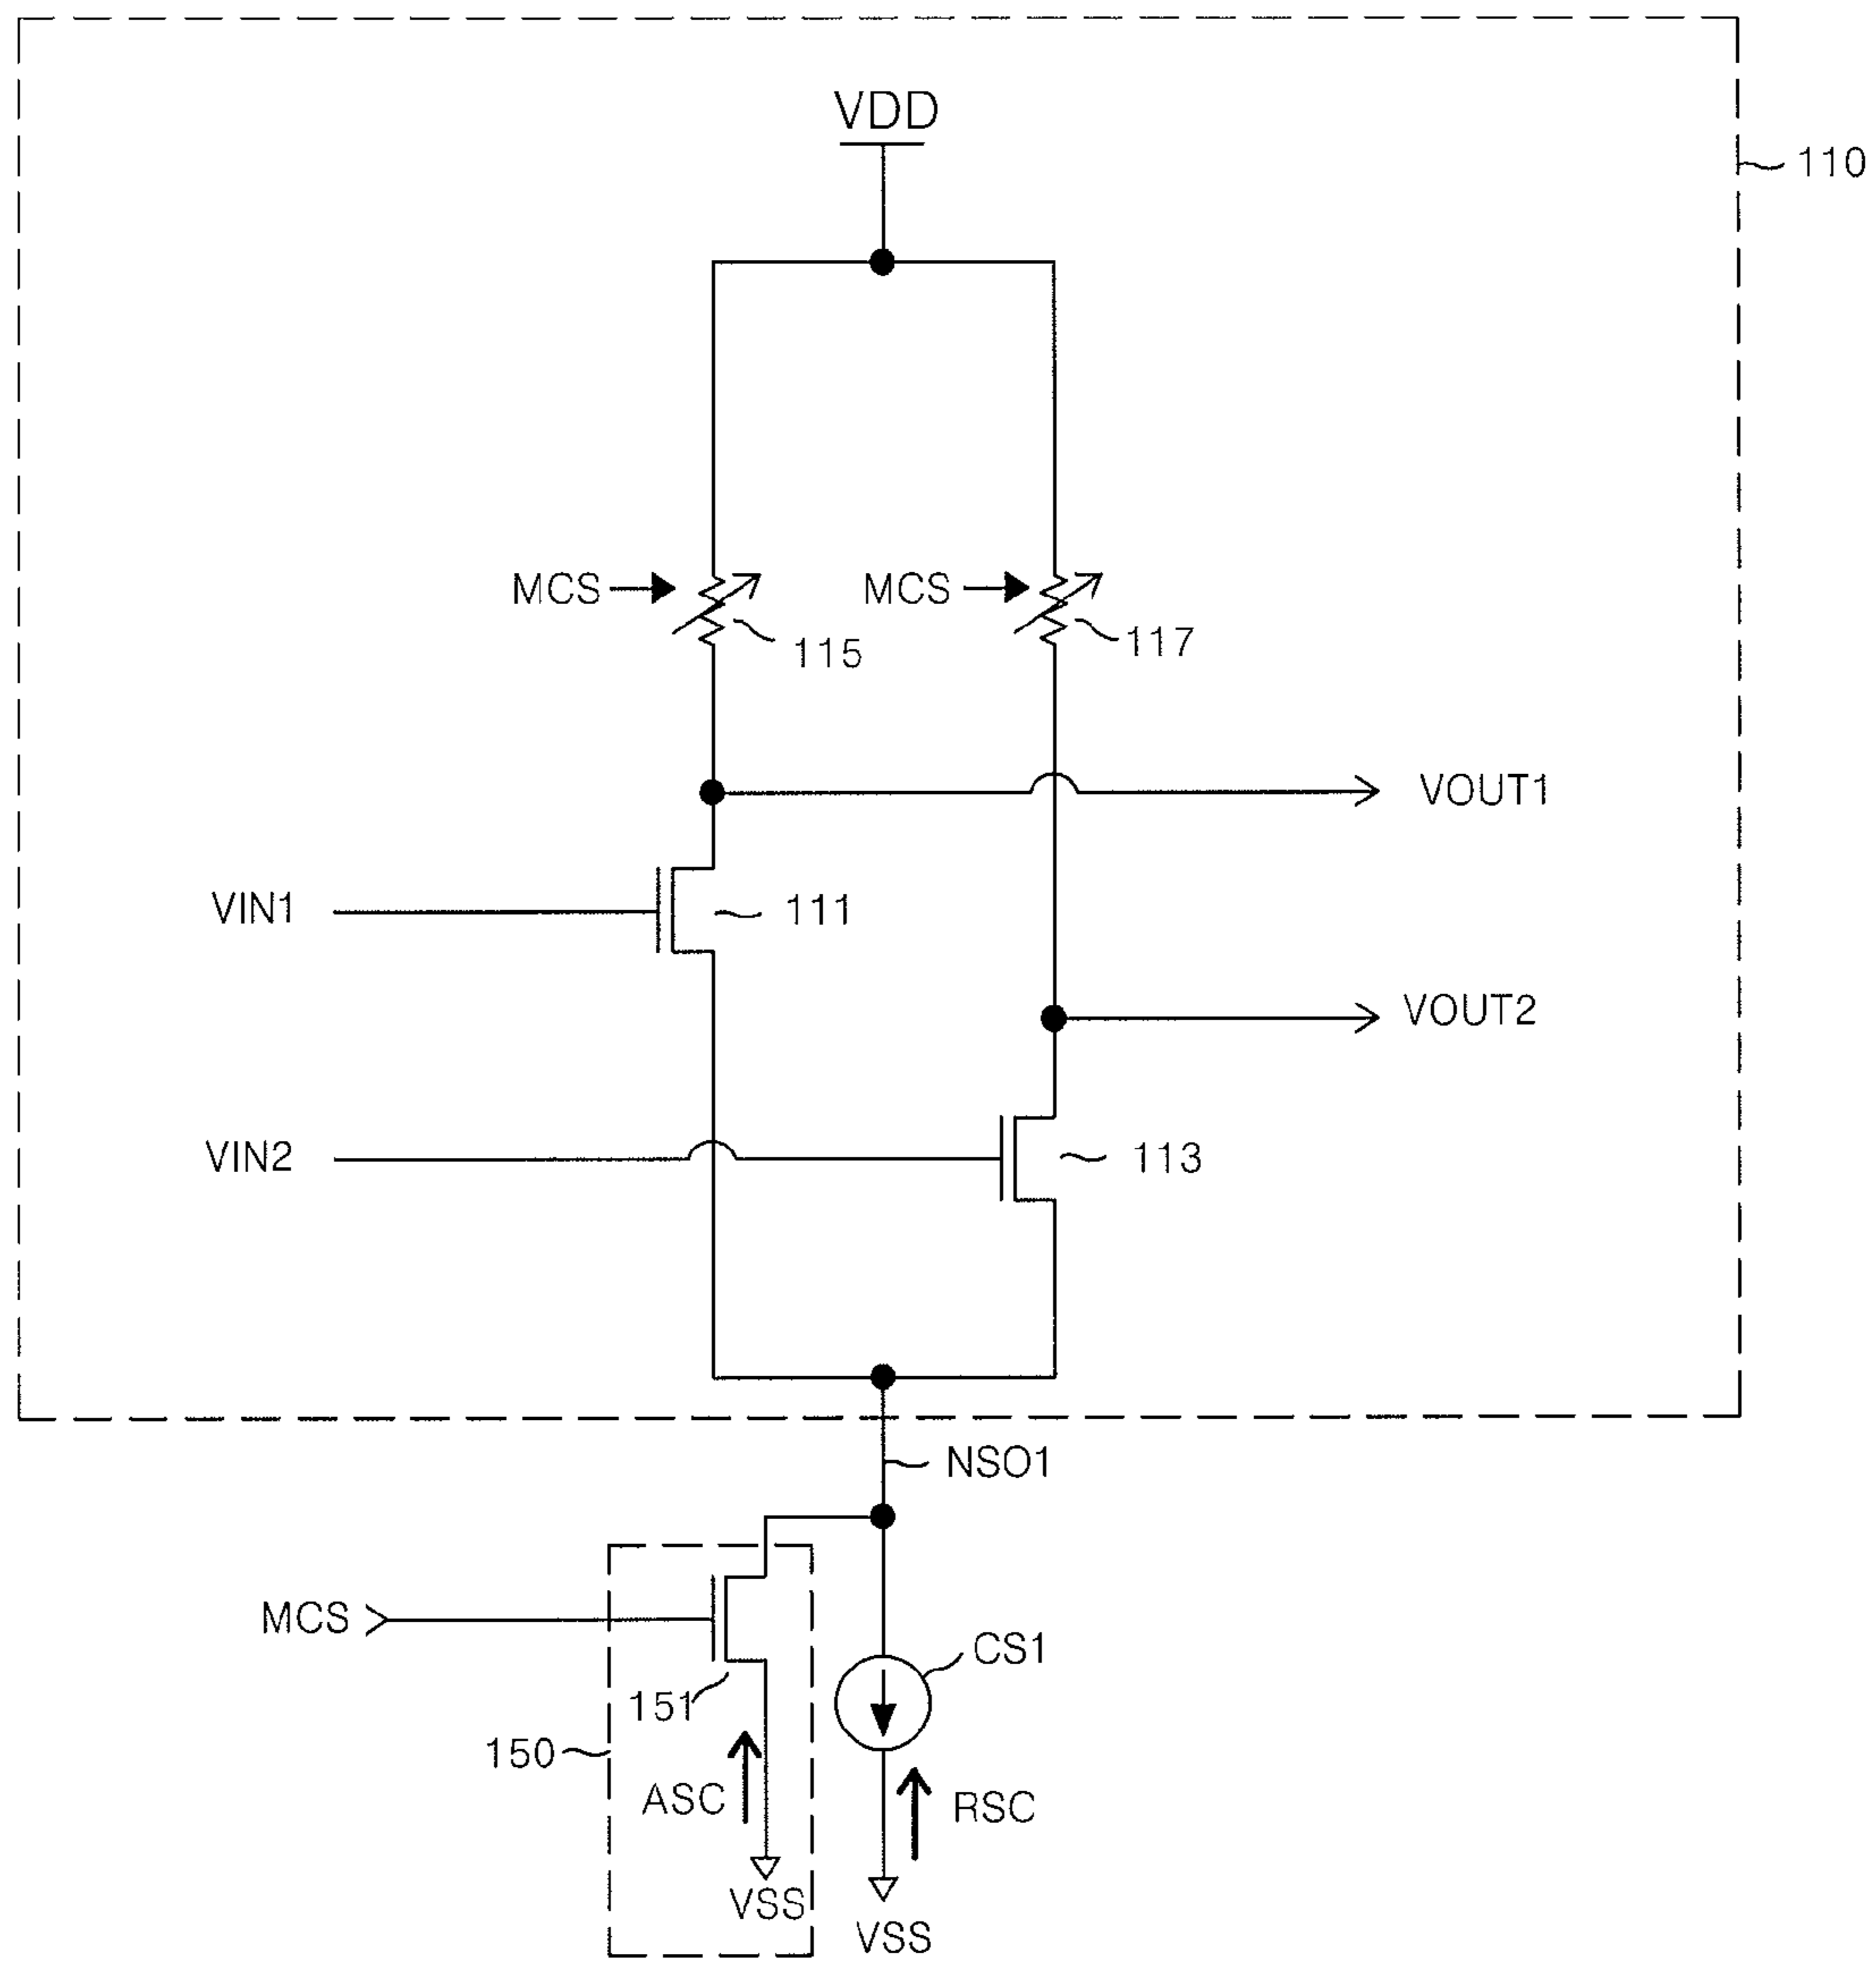 VDD
110
MCS
MCS
115
117
VOUT1
VIN1
111
VOUT2
VIN2
113
NSO1
MCS
CS1
151
150
ASC
RSC
VSS
VSS